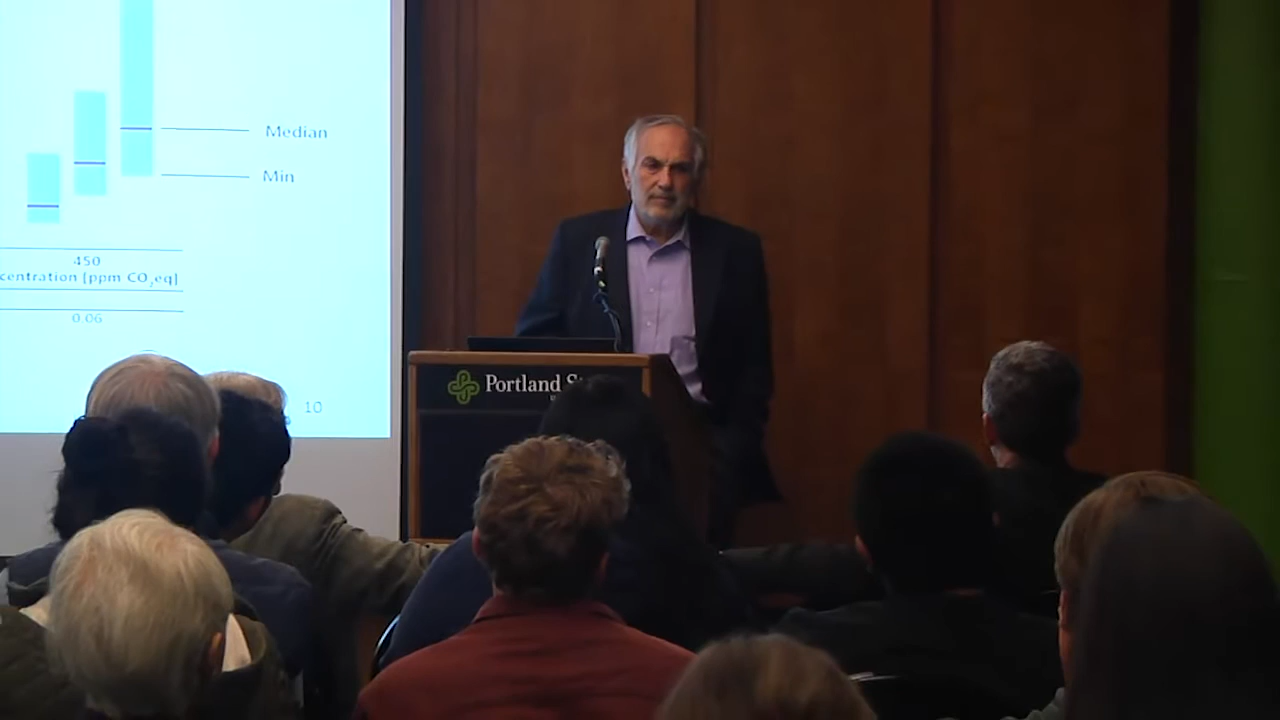 Median
Min
450
centration [ppm CO₂eq]
0.06
10
Portland